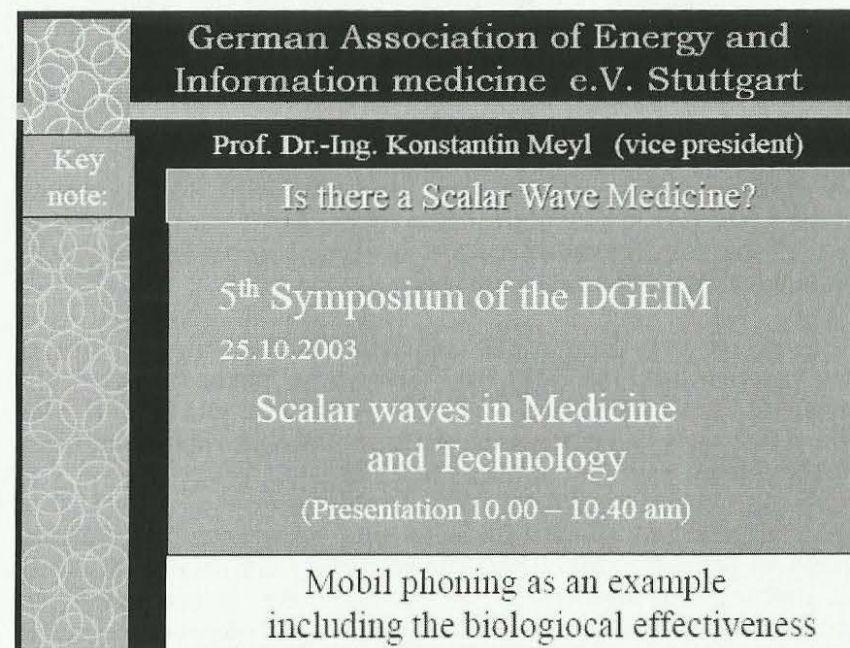 German Association of Energy and
Information medicine e.V. Stuttgart
Key
note:
Prof. Dr.-Ing. Konstantin Meyl (vice president)
Is there a Scalar Wave Medicine?
5th Symposium of the DGEIM
25.10.2003
Scalar waves in Medicine
and Technology
(Presentation 10.00 – 10.40 am)
Mobil phoning as an example
including the biologiocal effectiveness